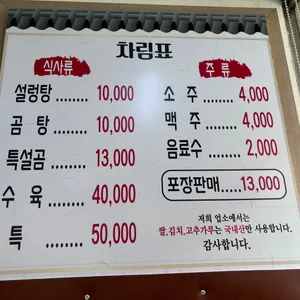 차림표
식사류
설렁탕 ........ 10,000
곰 탕 ........ 10,000
특설곰 ........ 13,000
수 육 ........ 40,000
특 ........ 50,000
주 류
소 주 ..... 4,000
맥 주 ..... 4,000
음료수 ..... 2,000
포장판매.....13,000
저희 업소에서는
쌀,김치,고추가루는 국내산만 사용합니다.
감사합니다.